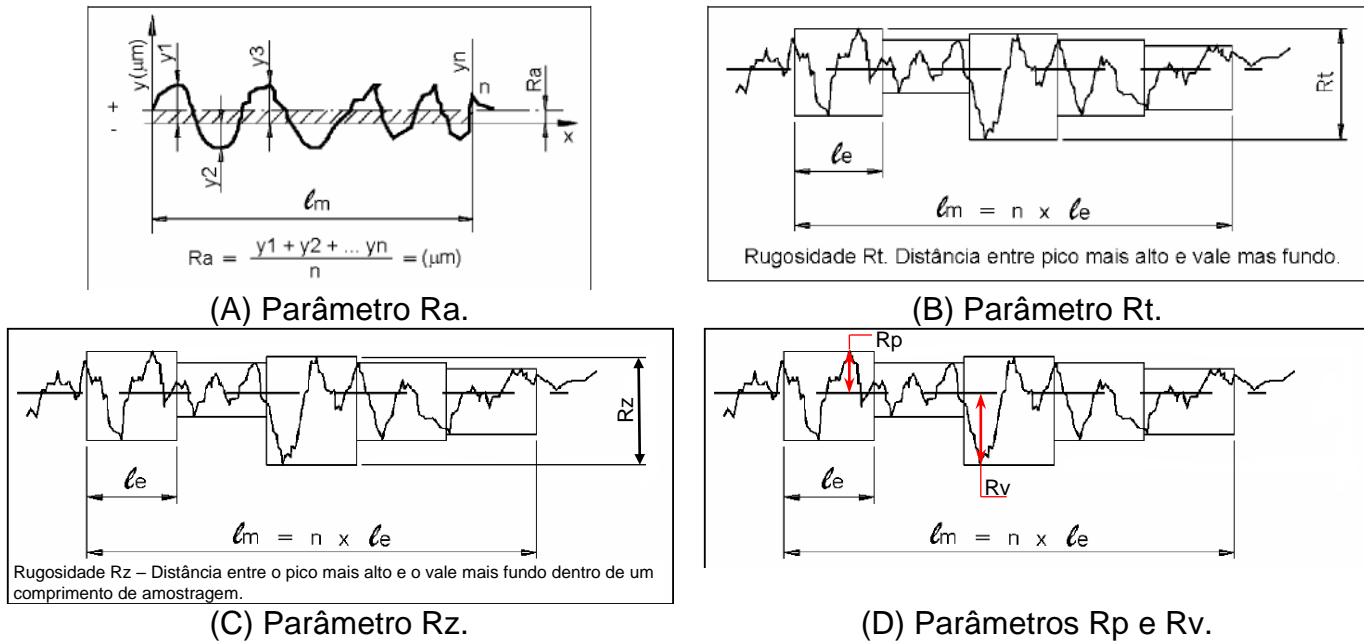 y(μm)
y1
y3
yn
n
Ra
+
-
x
y2
ℓm
Ra = y1 + y2 + ... yn / n = (μm)
(A) Parâmetro Ra.
Rt
ℓe
ℓm = n x ℓe
Rugosidade Rt. Distância entre pico mais alto e vale mas fundo.
(B) Parâmetro Rt.
Rz
ℓe
ℓm = n x ℓe
Rugosidade Rz – Distância entre o pico mais alto e o vale mais fundo dentro de um
comprimento de amostragem.
(C) Parâmetro Rz.
Rp
ℓe
Rv
ℓm = n x ℓe
(D) Parâmetros Rp e Rv.